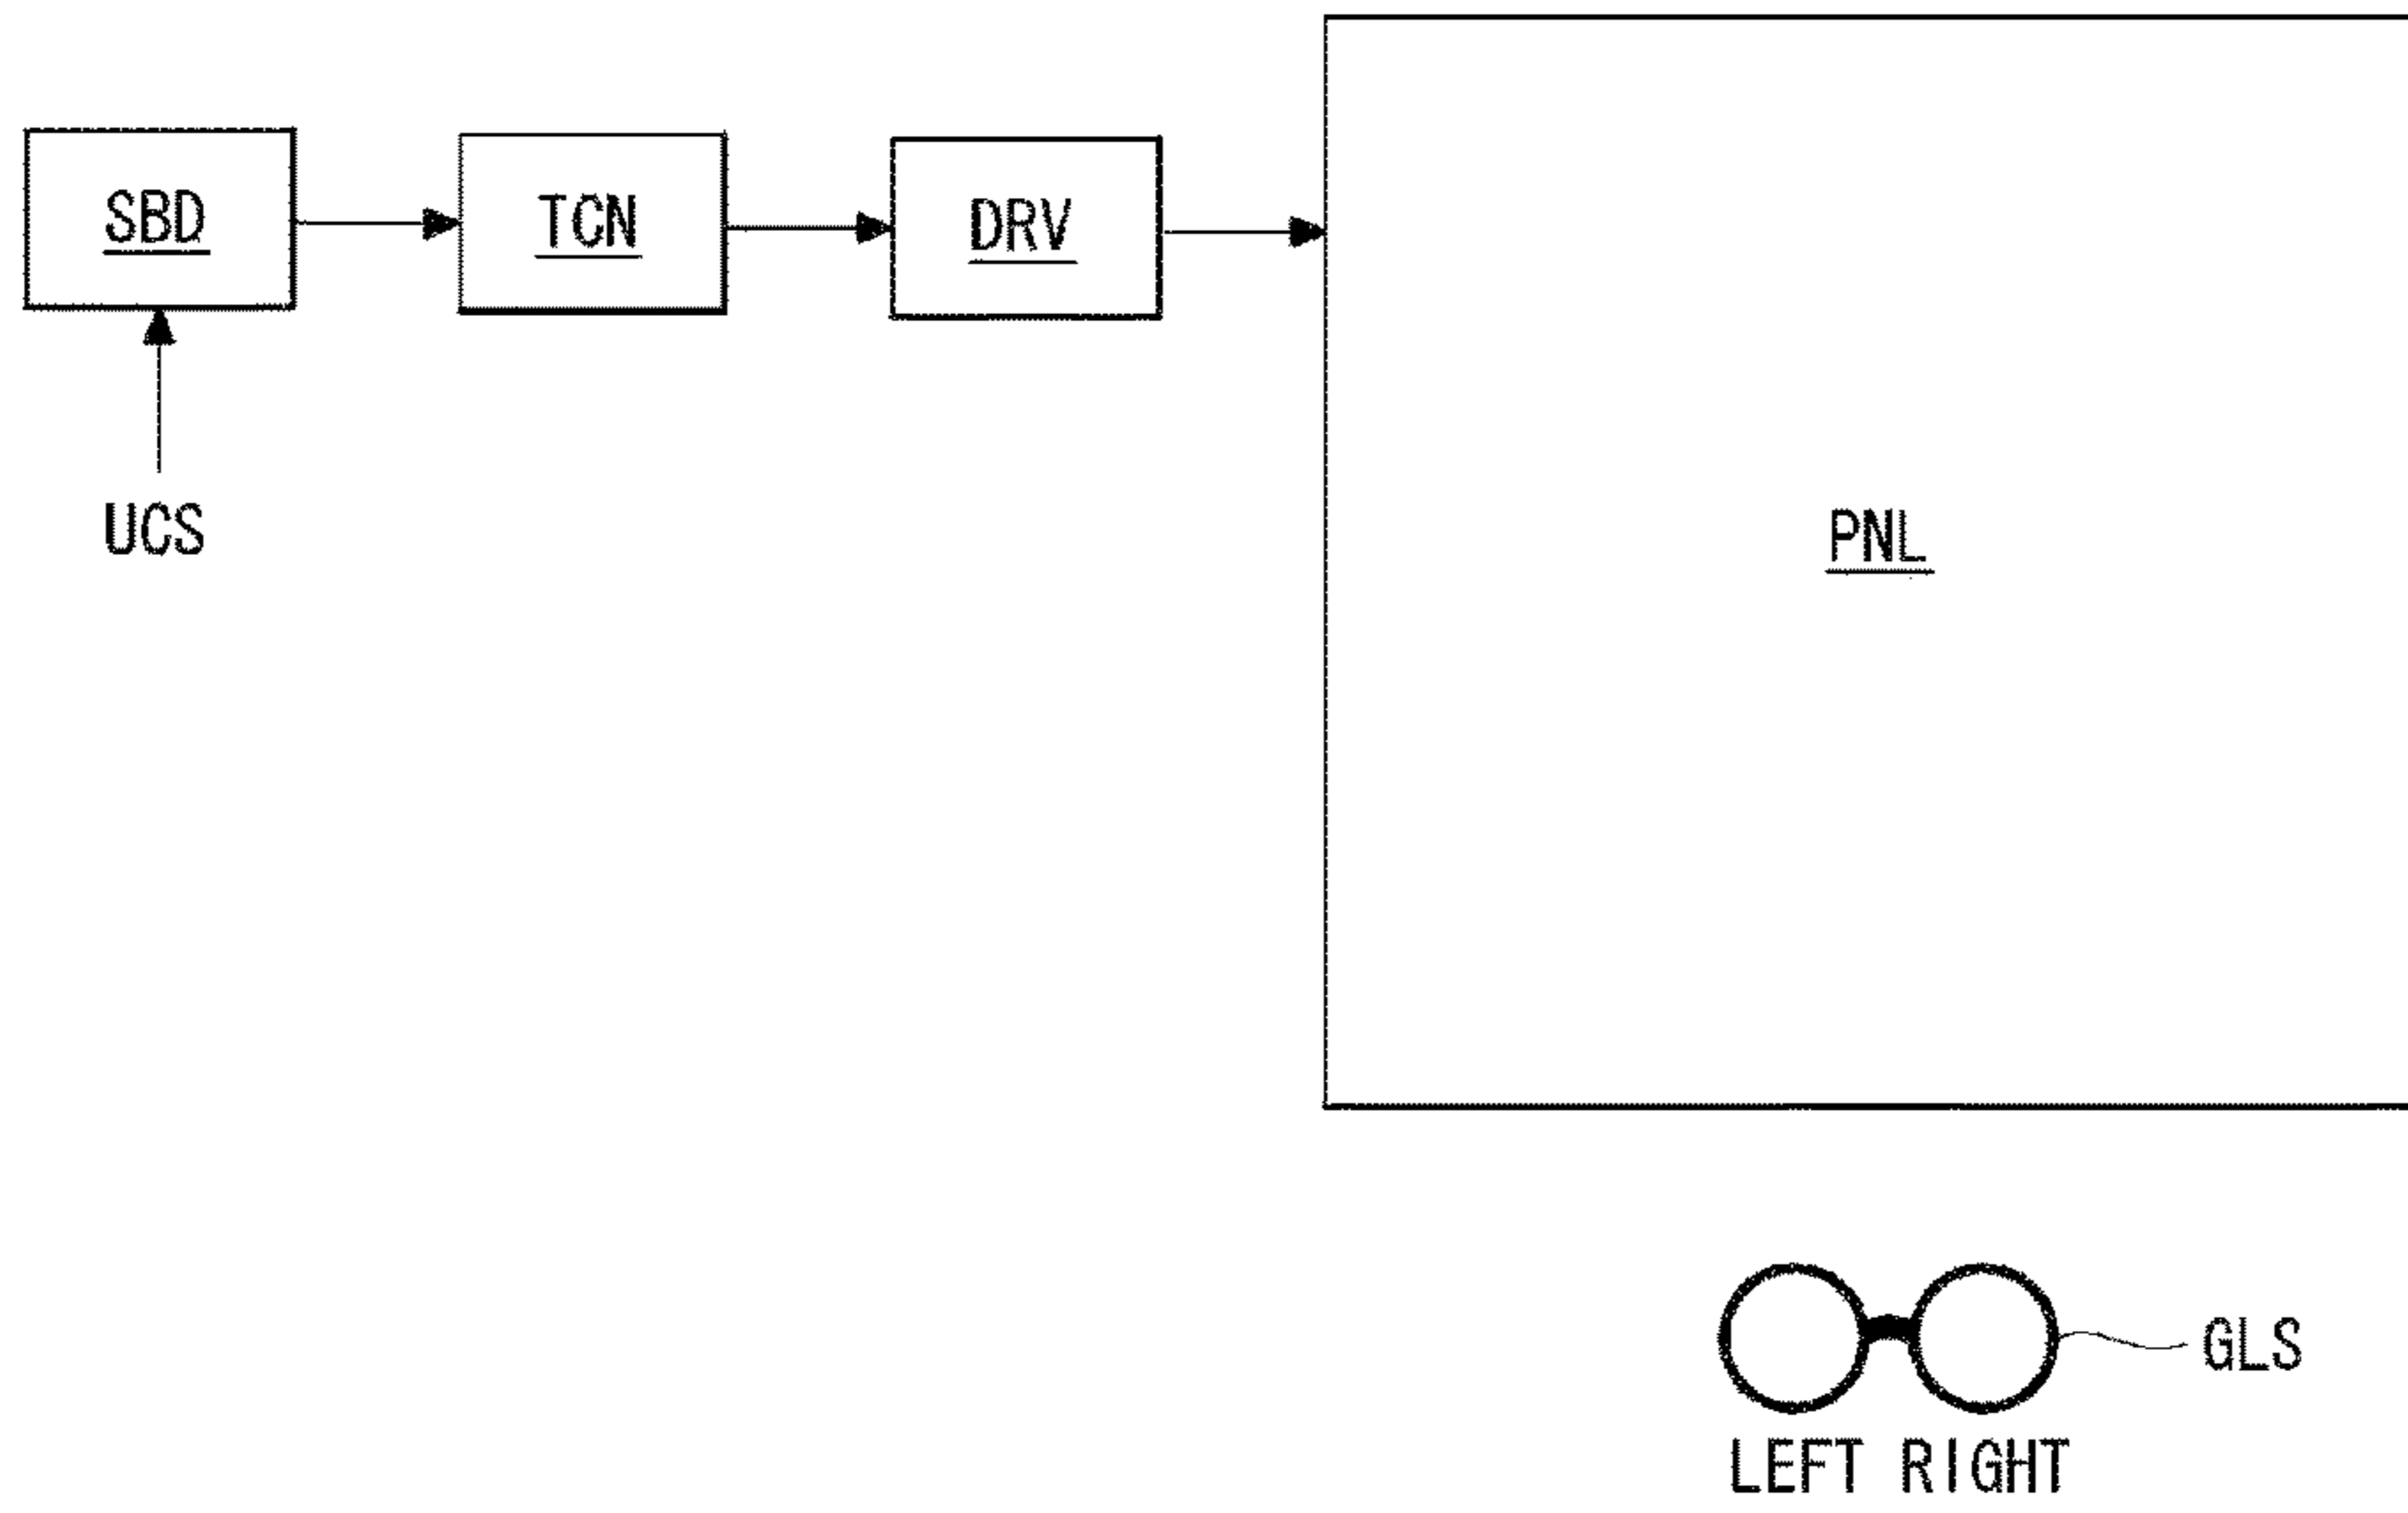 SBD
TCN
DRV
UCS
PNL
GLS
LEFT RIGHT